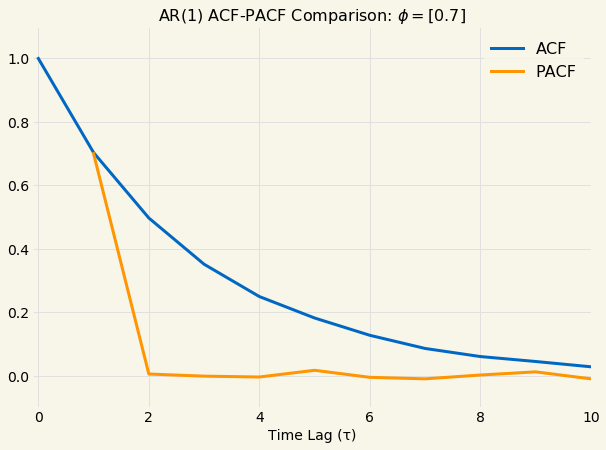 AR(1) ACF-PACF Comparison: ϕ = [0.7]
ACF
PACF
1.0
0.8
0.6
0.4
0.2
0.0
0 2 4 6 8 10
Time Lag (τ)